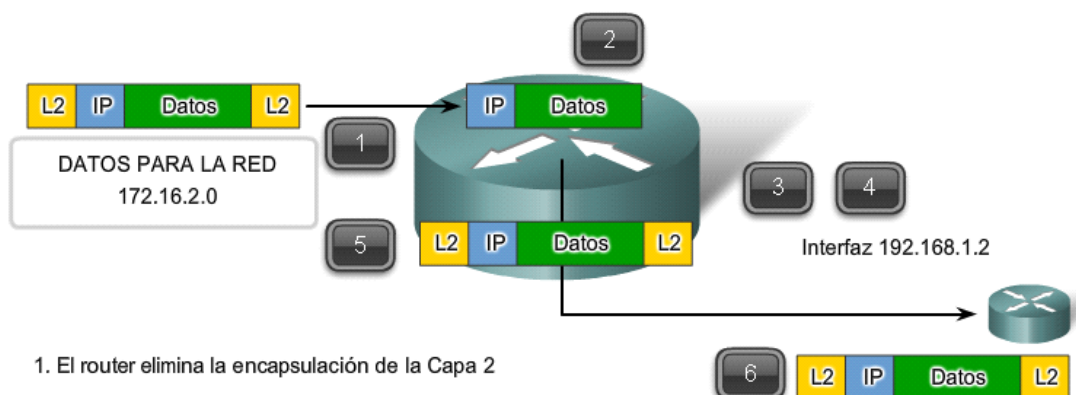 2
L2 IP Datos L2
IP Datos
1
DATOS PARA LA RED
172.16.2.0
3 4
5
L2 IP Datos L2
Interfaz 192.168.1.2
1. El router elimina la encapsulación de la Capa 2
6
L2 IP Datos L2